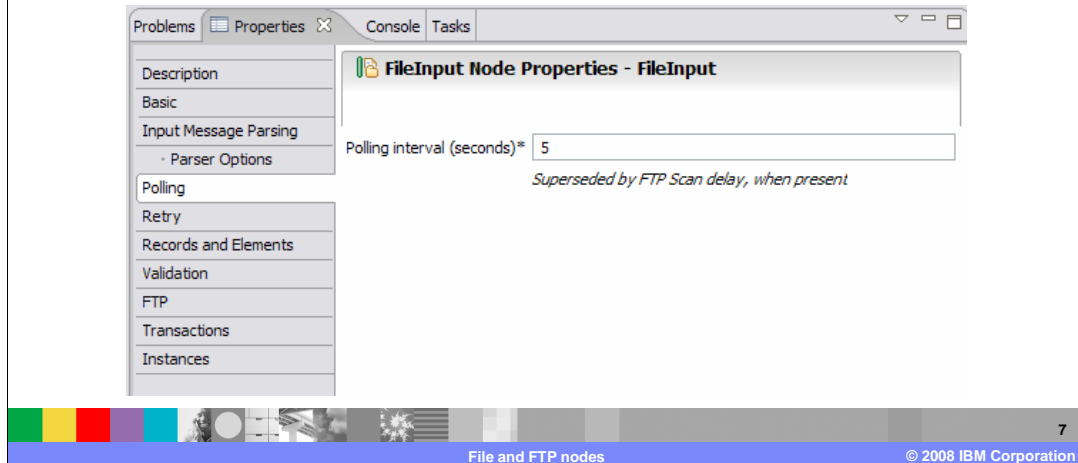 Problems Properties Console Tasks
FileInput Node Properties - FileInput
Description
Basic
Input Message Parsing
· Parser Options
Polling
Retry
Records and Elements
Validation
FTP
Transactions
Instances
Polling interval (seconds)* 5
Superseded by FTP Scan delay, when present
7
File and FTP nodes
© 2008 IBM Corporation